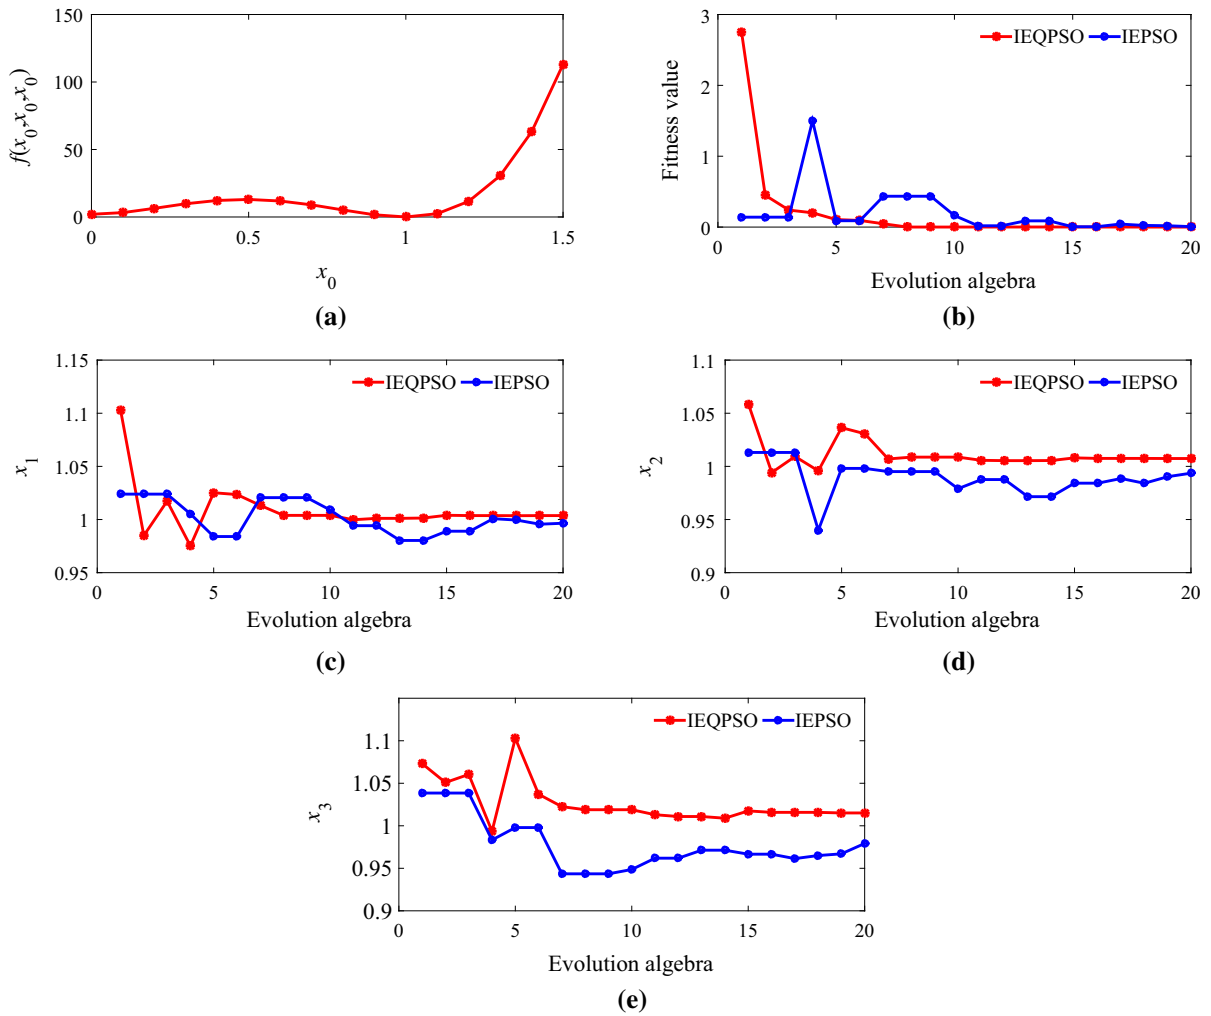 150
100
50
0
f(x0,x0,x0)
0 0.5 1 1.5
x0
(a)
3
2
1
0
Fitness value
IEQPSO IEPSO
0 5 10 15 20
Evolution algebra
(b)
1.15
1.1
1.05
1
0.95
x1
IEQPSO IEPSO
0 5 10 15 20
Evolution algebra
(c)
1.1
1.05
1
0.95
0.9
x2
IEQPSO IEPSO
0 5 10 15 20
Evolution algebra
(d)
1.1
1.05
1
0.95
0.9
x3
IEQPSO IEPSO
0 5 10 15 20
Evolution algebra
(e)